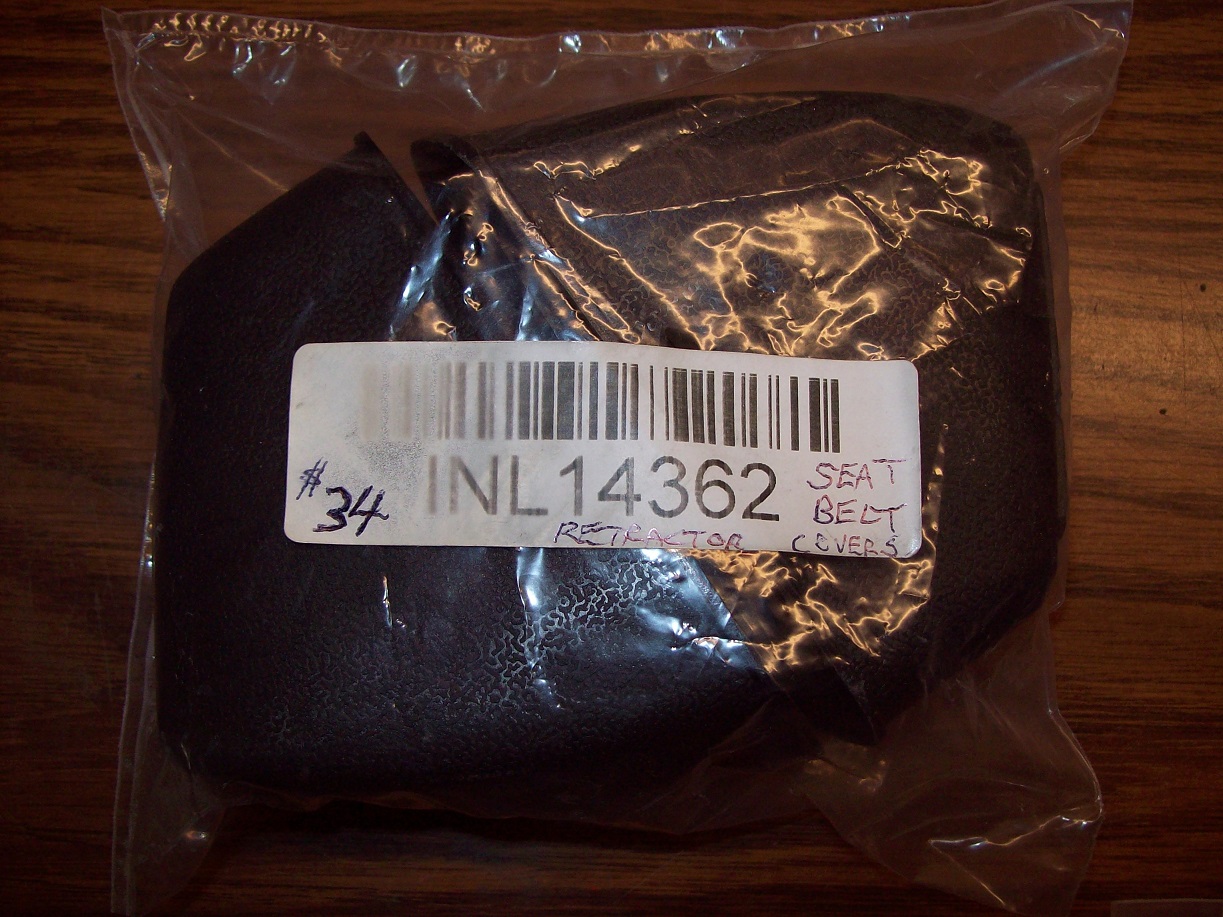 INL14362
#34
SEAT
BELT
RETRACTOR COVERS